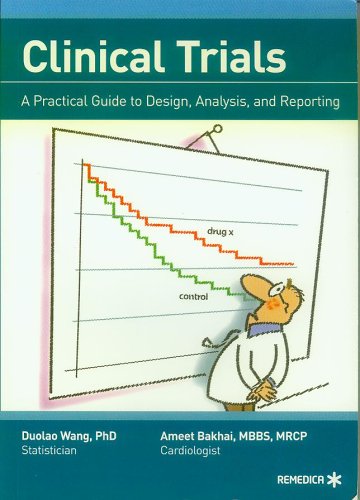 Clinical Trials
A Practical Guide to Design, Analysis, and Reporting
drug x
control
Duolao Wang, PhD
Statistician
Ameet Bakhai, MBBS, MRCP
Cardiologist
REMEDICA